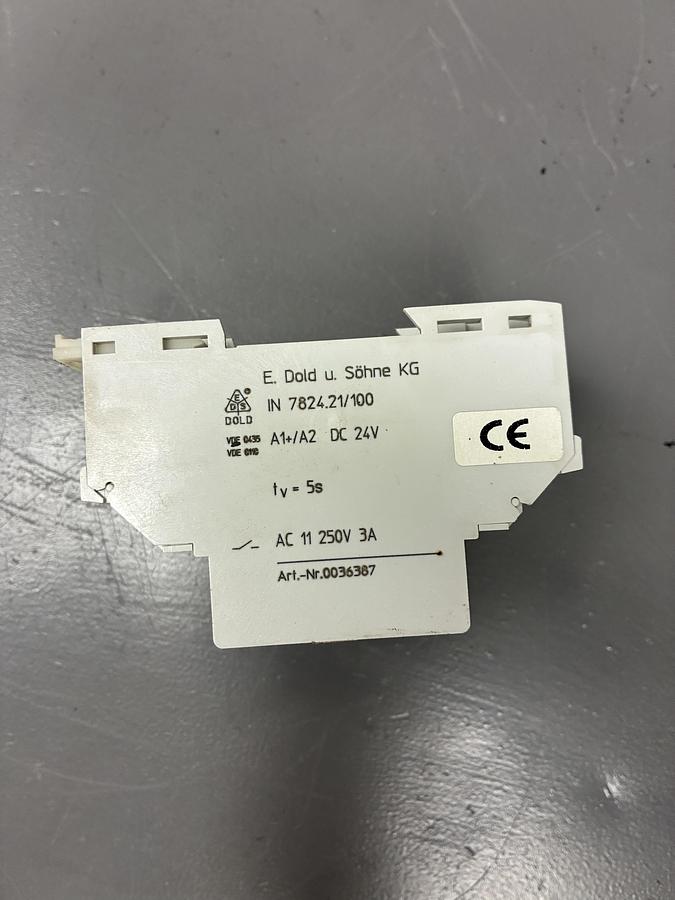 E. Dold u. Söhne KG
EDS
DOLD
IN 7824.21/100
VDE 0435
VDE 0110
A1+/A2 DC 24V
CE
tv = 5s
AC 11 250V 3A
Art.-Nr.0036387